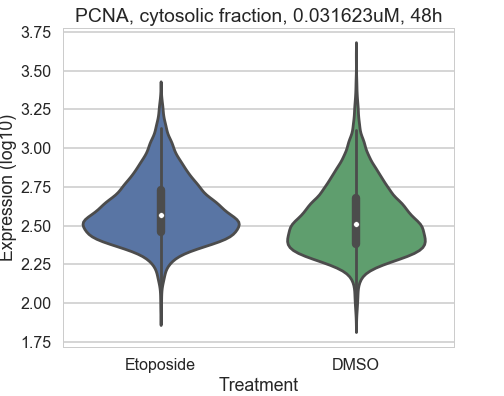 PCNA, cytosolic fraction, 0.031623uM, 48h
3.75
3.50
3.25
3.00
2.75
2.50
2.25
2.00
1.75
Expression (log10)
Etoposide DMSO
Treatment